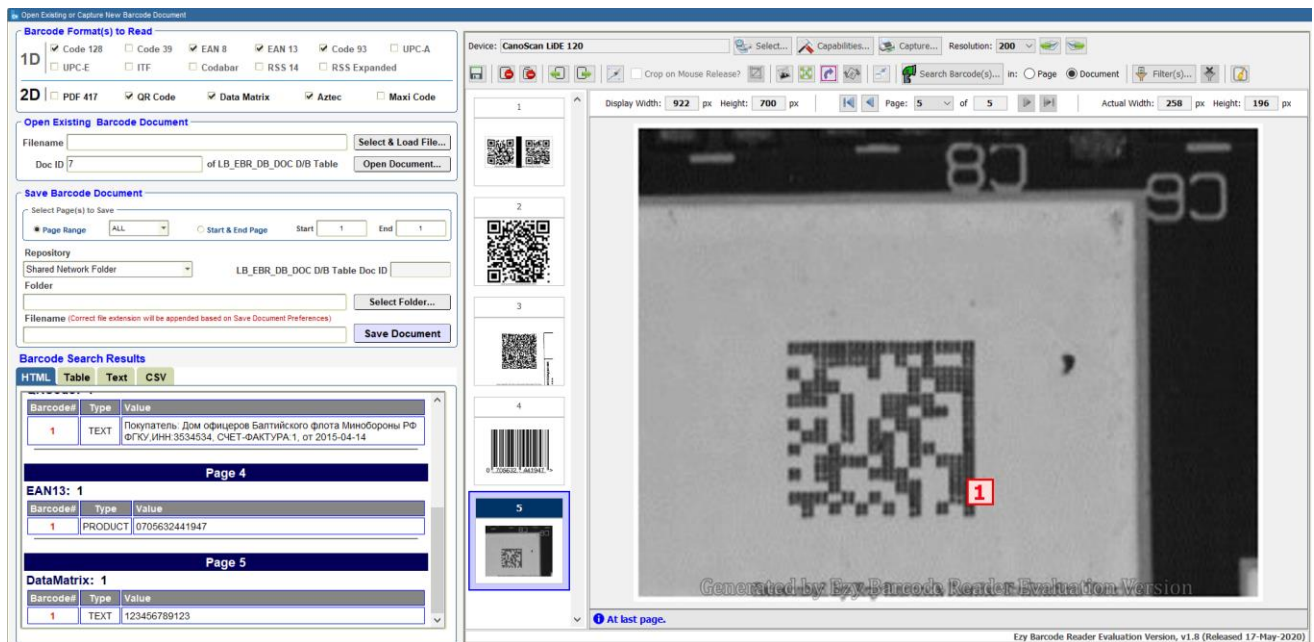 Open Existing or Capture New Barcode Document
Barcode Format(s) to Read
1D Code 128 Code 39 EAN 8 EAN 13 Code 93 UPC-A
UPC-E ITF Codabar RSS 14 RSS Expanded
2D PDF 417 QR Code Data Matrix Aztec Maxi Code
Open Existing Barcode Document
Filename Select & Load File...
Doc ID 7 of LB_EBR_DB_DOC D/B Table Open Document...
Save Barcode Document
Select Page(s) to Save
Page Range ALL Start & End Page Start 1 End 1
Repository
Shared Network Folder LB_EBR_DB_DOC D/B Table Doc ID
Folder
Select Folder...
Filename (Correct file extension will be appended based on Save Document Preferences)
Save Document
Barcode Search Results
HTML Table Text CSV
Barcode# Type Value
1 TEXT Покупатель: Дом офицеров Балтийского флота Минобороны РФ
ФГКУ,ИНН:3534534, СЧЕТ-ФАКТУРА:1, от 2015-04-14
Page 4
EAN13: 1
Barcode# Type Value
1 PRODUCT 0705632441947
Page 5
DataMatrix: 1
Barcode# Type Value
1 TEXT 123456789123
Device: CanoScan LiDE 120 Select... Capabilities... Capture... Resolution: 200
Crop on Mouse Release? Search Barcode(s)... in: Page Document Filter(s)...
Display Width: 922 px Height: 700 px Page: 5 of 5 Actual Width: 258 px Height: 196 px
1
2
3
4
0 705632 441947 >
5
C8
C9
1
Generated by Ezy Barcode Reader Evaluation Version
At last page.
Ezy Barcode Reader Evaluation Version, v1.8 (Released 17-May-2020)